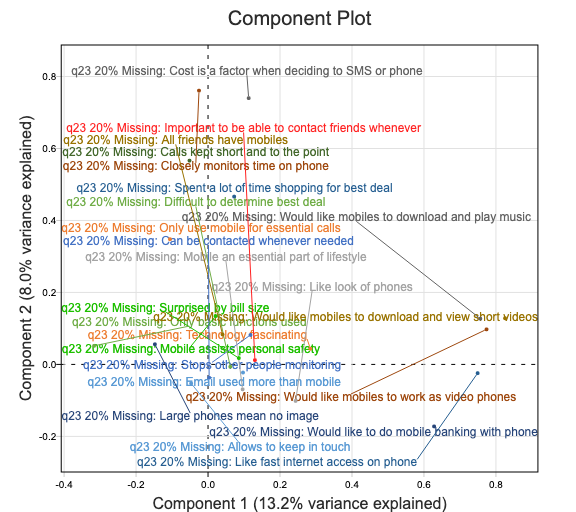 Component Plot
q23 20% Missing: Cost is a factor when deciding to SMS or phone
q23 20% Missing: Important to be able to contact friends whenever
q23 20% Missing: All friends have mobiles
q23 20% Missing: Calls kept short and to the point
q23 20% Missing: Closely monitors time on phone
q23 20% Missing: Spent a lot of time shopping for best deal
q23 20% Missing: Difficult to determine best deal
q23 20% Missing: Would like mobiles to download and play music
q23 20% Missing: Only use mobile for essential calls
q23 20% Missing: Can be contacted whenever needed
q23 20% Missing: Mobile an essential part of lifestyle
q23 20% Missing: Like look of phones
q23 20% Missing: Surprised by bill size
q23 20% Missing: Would like mobiles to download and view short videos
q23 20% Missing: Only basic functions used
q23 20% Missing: Technology fascinating
q23 20% Missing: Mobile assists personal safety
q23 20% Missing: Stops other people monitoring
q23 20% Missing: Email used more than mobile
q23 20% Missing: Would like mobiles to work as video phones
q23 20% Missing: Large phones mean no image
q23 20% Missing: Would like to do mobile banking with phone
q23 20% Missing: Allows to keep in touch
q23 20% Missing: Like fast internet access on phone
Component 2 (8.0% variance explained)
0.8
0.6
0.4
0.2
0.0
-0.2
-0.4
-0.2
0.0
0.2
0.4
0.6
0.8
Component 1 (13.2% variance explained)